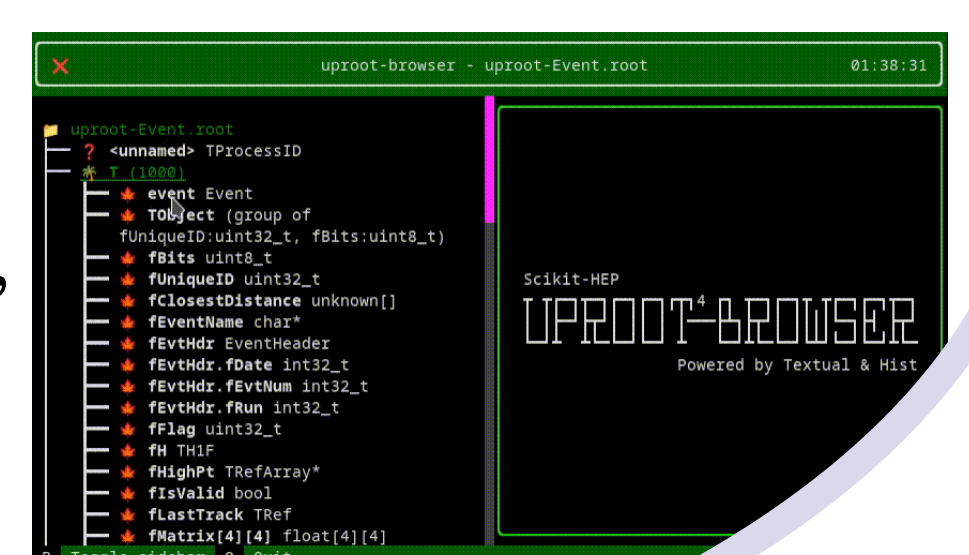 uproot-browser - uproot-Event.root
01:38:31
uproot-Event.root
<unnamed> TProcessID
T (1000)
event Event
TObject (group of
fUniqueID:uint32_t, fBits:uint8_t)
fBits uint8_t
fUniqueID uint32_t
fClosestDistance unknown[]
fEventName char*
fEvtHdr EventHeader
fEvtHdr.fDate int32_t
fEvtHdr.fEvtNum int32_t
fEvtHdr.fRun int32_t
fFlag uint32_t
fH TH1F
fHighPt TRefArray*
fIsValid bool
fLastTrack TRef
fMatrix[4][4] float[4][4]
Toggle sidebar Q Quit
Scikit-HEP
UPROOT4-BROWSER
Powered by Textual & Hist